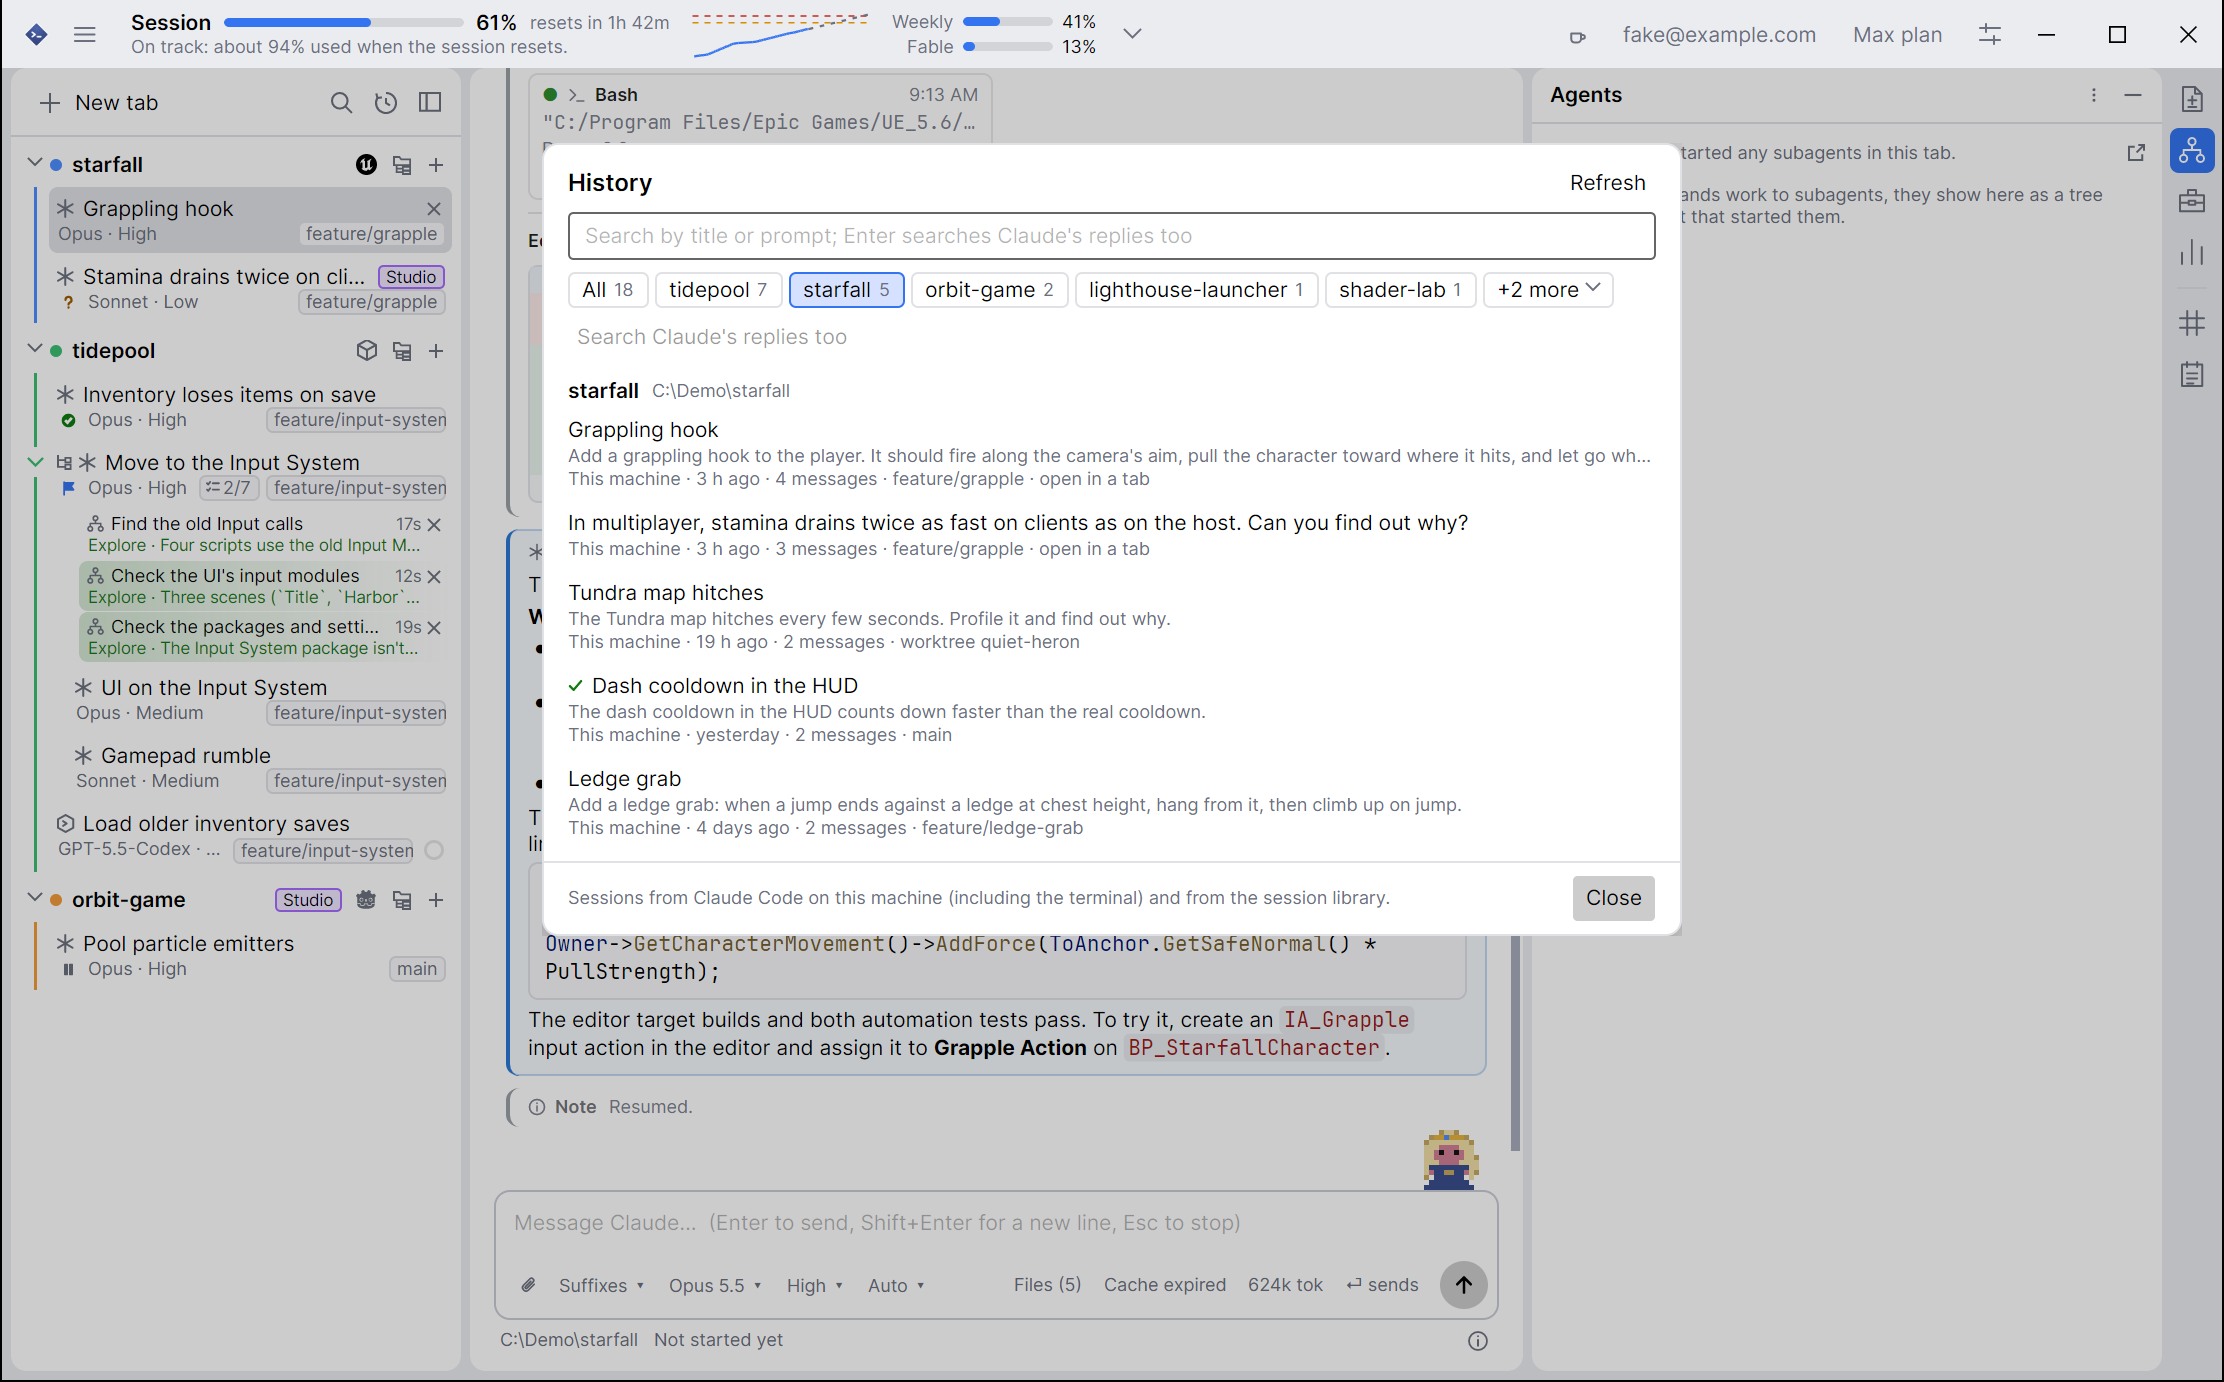 Session 61% resets in 1h 42m
On track: about 94% used when the session resets.
Weekly 41%
Fable 13%
fake@example.com Max plan
New tab
starfall
Grappling hook
Opus · High feature/grapple
Stamina drains twice on cli... Studio
? Sonnet · Low feature/grapple
tidepool
Inventory loses items on save
Opus · High feature/input-system
Move to the Input System
Opus · High 2/7 feature/input-system
Find the old Input calls 17s
Explore · Four scripts use the old Input M...
Check the UI's input modules 12s
Explore · Three scenes (`Title`, `Harbor`...
Check the packages and setti... 19s
Explore · The Input System package isn't...
UI on the Input System
Opus · Medium feature/input-system
Gamepad rumble
Sonnet · Medium feature/input-system
Load older inventory saves
GPT-5.5-Codex · ... feature/input-system
orbit-game Studio
Pool particle emitters
Opus · High main
Bash 9:13 AM
"C:/Program Files/Epic Games/UE_5.6/...
History Refresh
Search by title or prompt; Enter searches Claude's replies too
All 18 tidepool 7 starfall 5 orbit-game 2 lighthouse-launcher 1 shader-lab 1 +2 more
Search Claude's replies too
starfall C:\Demo\starfall
Grappling hook
Add a grappling hook to the player. It should fire along the camera's aim, pull the character toward where it hits, and let go wh...
This machine · 3 h ago · 4 messages · feature/grapple · open in a tab
In multiplayer, stamina drains twice as fast on clients as on the host. Can you find out why?
This machine · 3 h ago · 3 messages · feature/grapple · open in a tab
Tundra map hitches
The Tundra map hitches every few seconds. Profile it and find out why.
This machine · 19 h ago · 2 messages · worktree quiet-heron
Dash cooldown in the HUD
The dash cooldown in the HUD counts down faster than the real cooldown.
This machine · yesterday · 2 messages · main
Ledge grab
Add a ledge grab: when a jump ends against a ledge at chest height, hang from it, then climb up on jump.
This machine · 4 days ago · 2 messages · feature/ledge-grab
Sessions from Claude Code on this machine (including the terminal) and from the session library.
Close
Owner->GetCharacterMovement()->AddForce(ToAnchor.GetSafeNormal() *
PullStrength);
The editor target builds and both automation tests pass. To try it, create an IA_Grapple
input action in the editor and assign it to Grapple Action on BP_StarfallCharacter.
Note Resumed.
Message Claude... (Enter to send, Shift+Enter for a new line, Esc to stop)
Suffixes Opus 5.5 High Auto Files (5) Cache expired 624k tok sends
C:\Demo\starfall Not started yet
Agents
tarted any subagents in this tab.
ands work to subagents, they show here as a tree
t that started them.